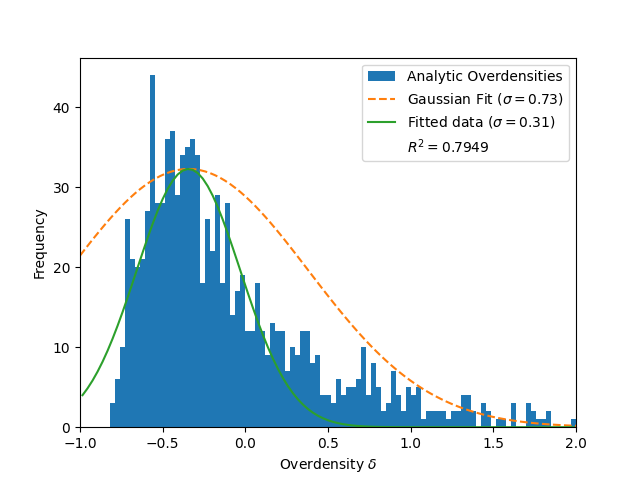 Analytic Overdensities
Gaussian Fit (σ = 0.73)
Fitted data (σ = 0.31)
R² = 0.7949
Frequency
40
30
20
10
0
−1.0 −0.5 0.0 0.5 1.0 1.5 2.0
Overdensity δ